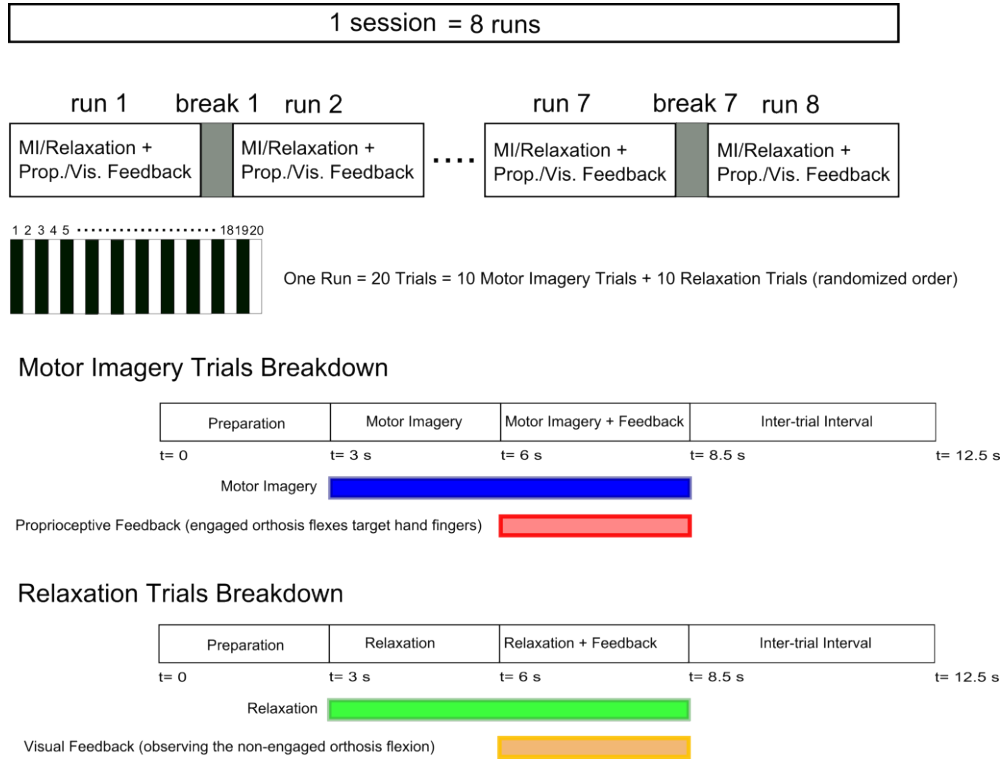 1 session = 8 runs
run 1 break 1 run 2 run 7 break 7 run 8
MI/Relaxation + MI/Relaxation + MI/Relaxation + MI/Relaxation +
Prop./Vis. Feedback Prop./Vis. Feedback .... Prop./Vis. Feedback Prop./Vis. Feedback
1 2 3 4 5 ..................... 18 19 20
One Run = 20 Trials = 10 Motor Imagery Trials + 10 Relaxation Trials (randomized order)
Motor Imagery Trials Breakdown
Preparation Motor Imagery Motor Imagery + Feedback Inter-trial Interval
t= 0 t= 3 s t= 6 s t= 8.5 s t= 12.5 s
Motor Imagery
Proprioceptive Feedback (engaged orthosis flexes target hand fingers)
Relaxation Trials Breakdown
Preparation Relaxation Relaxation + Feedback Inter-trial Interval
t= 0 t= 3 s t= 6 s t= 8.5 s t= 12.5 s
Relaxation
Visual Feedback (observing the non-engaged orthosis flexion)